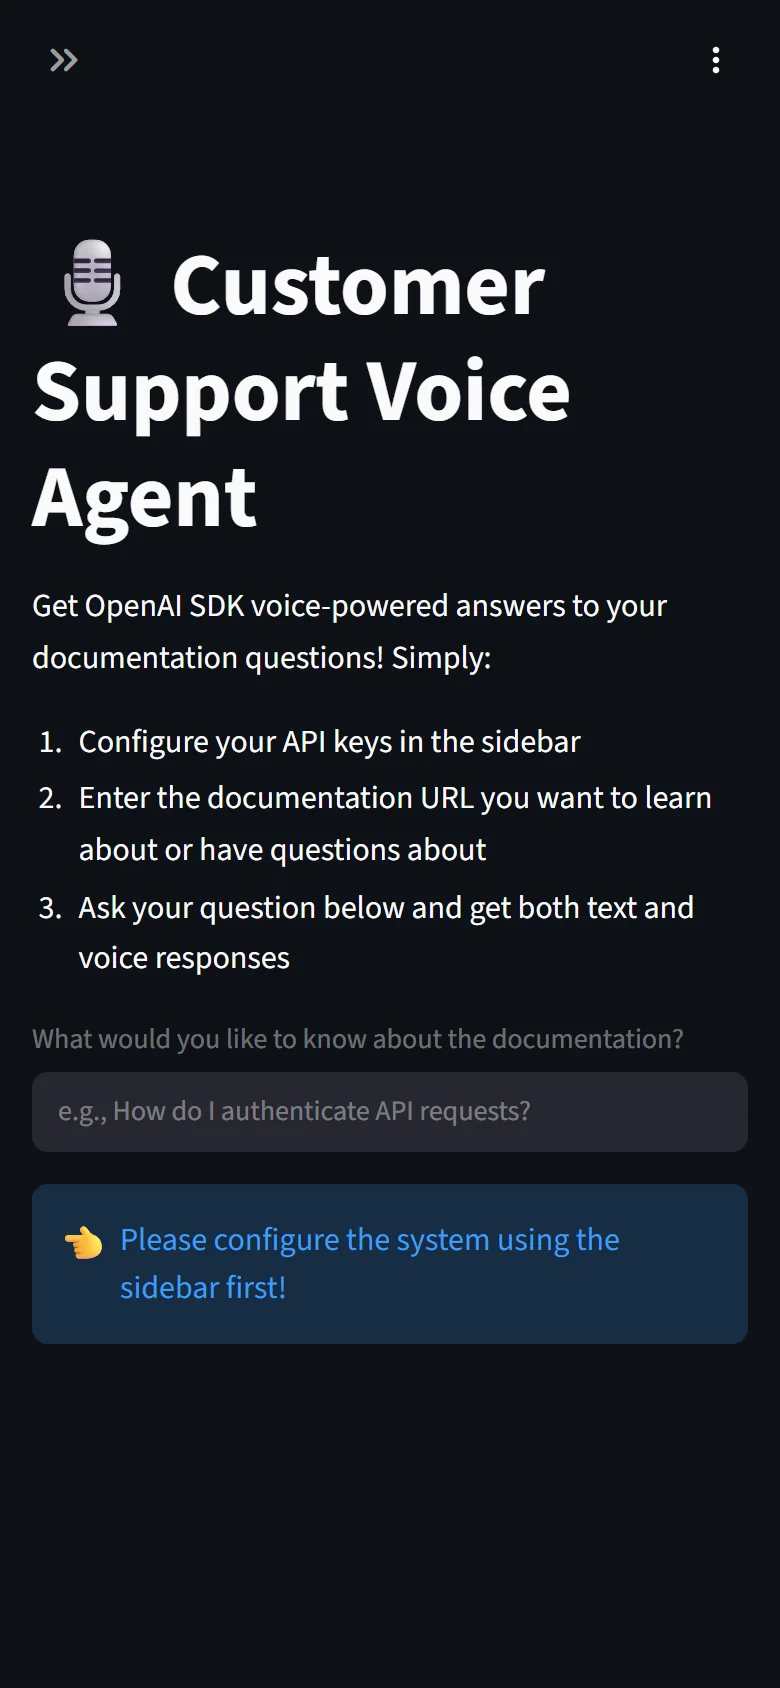 Customer
Support Voice
Agent
Get OpenAI SDK voice-powered answers to your
documentation questions! Simply:
1. Configure your API keys in the sidebar
2. Enter the documentation URL you want to learn
about or have questions about
3. Ask your question below and get both text and
voice responses
What would you like to know about the documentation?
e.g., How do I authenticate API requests?
Please configure the system using the
sidebar first!